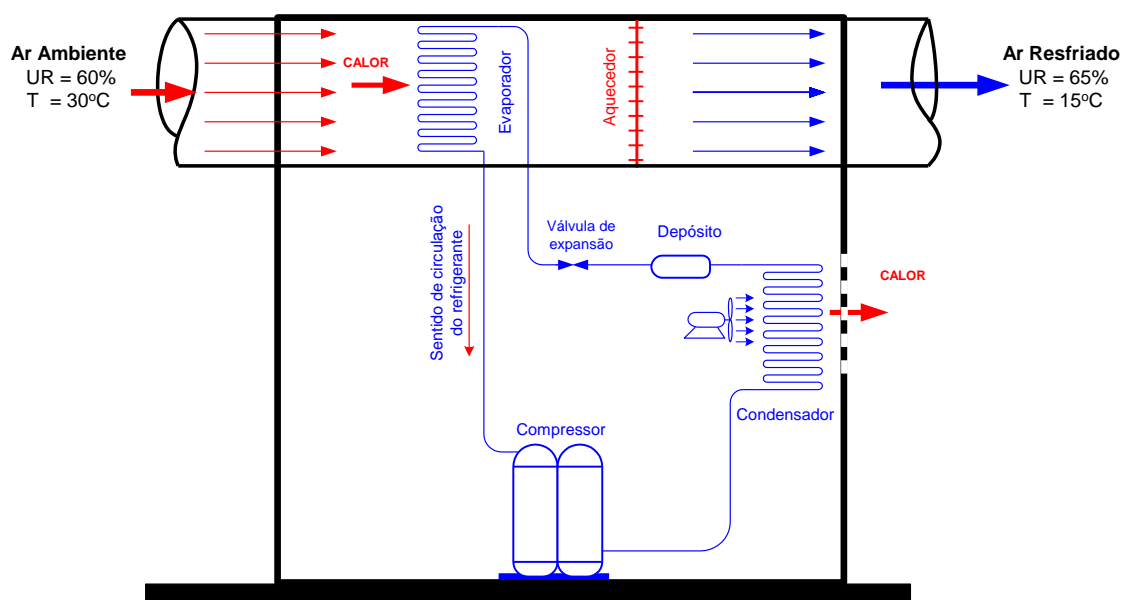 Ar Ambiente
UR = 60%
T = 30ºC
CALOR
Evaporador
Aquecedor
Ar Resfriado
UR = 65%
T = 15ºC
Sentido de circulação
do refrigerante
Válvula de
expansão
Depósito
CALOR
Condensador
Compressor